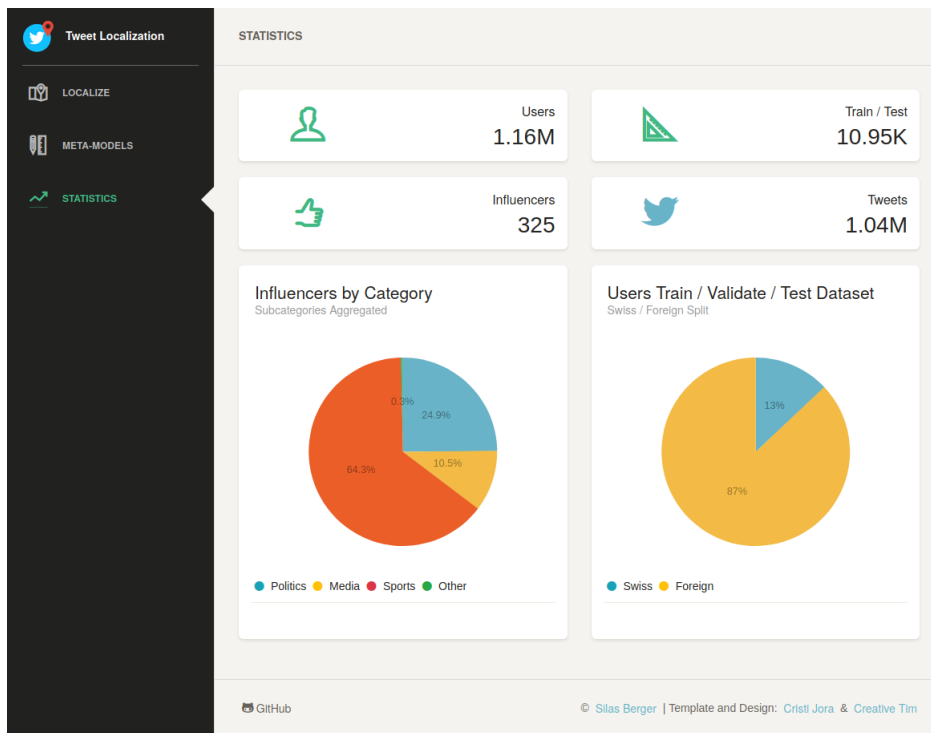 Tweet Localization
LOCALIZE
META-MODELS
STATISTICS
STATISTICS
Users
1.16M
Train / Test
10.95K
Influencers
325
Tweets
1.04M
Influencers by Category
Subcategories Aggregated
0.3%
24.9%
10.5%
64.3%
Politics Media Sports Other
Users Train / Validate / Test Dataset
Swiss / Foreign Split
13%
87%
Swiss Foreign
GitHub
© Silas Berger | Template and Design: Cristi Jora & Creative Tim